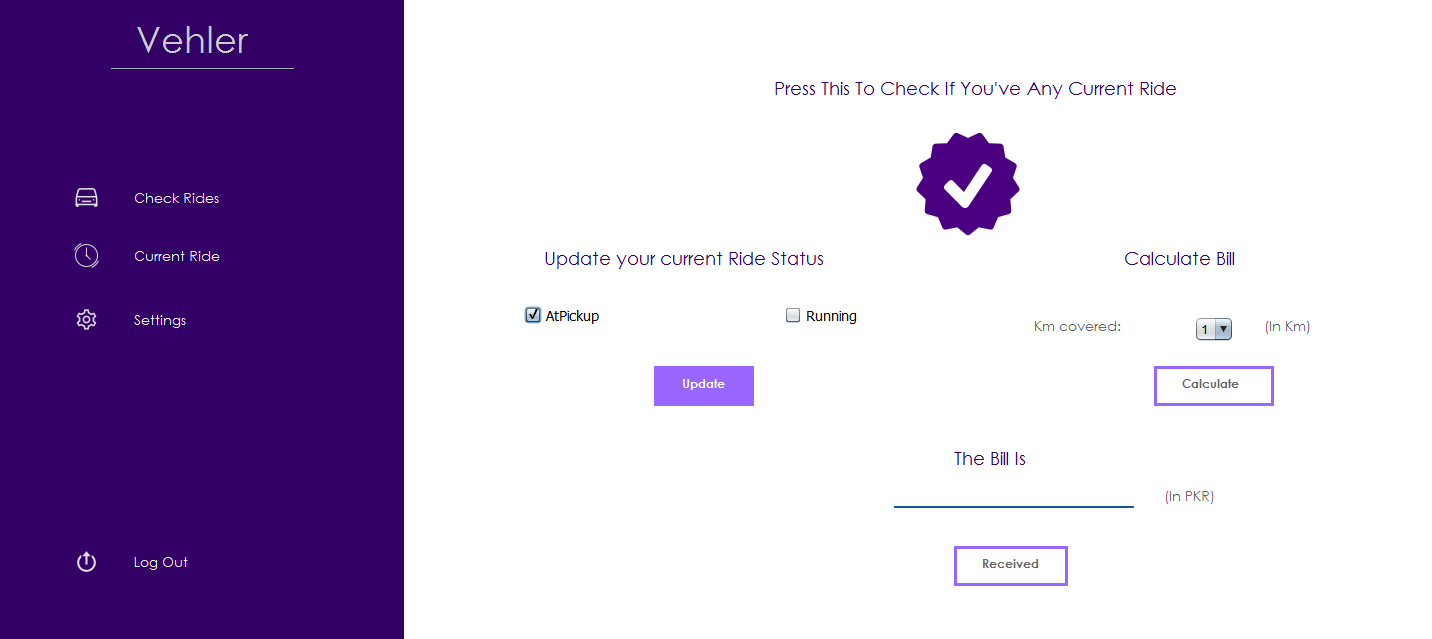 Vehler
Check Rides
Current Ride
Settings
Log Out
Press This To Check If You've Any Current Ride
Update your current Ride Status
AtPickup
Running
Update
Calculate Bill
Km covered:
1
(In Km)
Calculate
The Bill Is
(In PKR)
Received